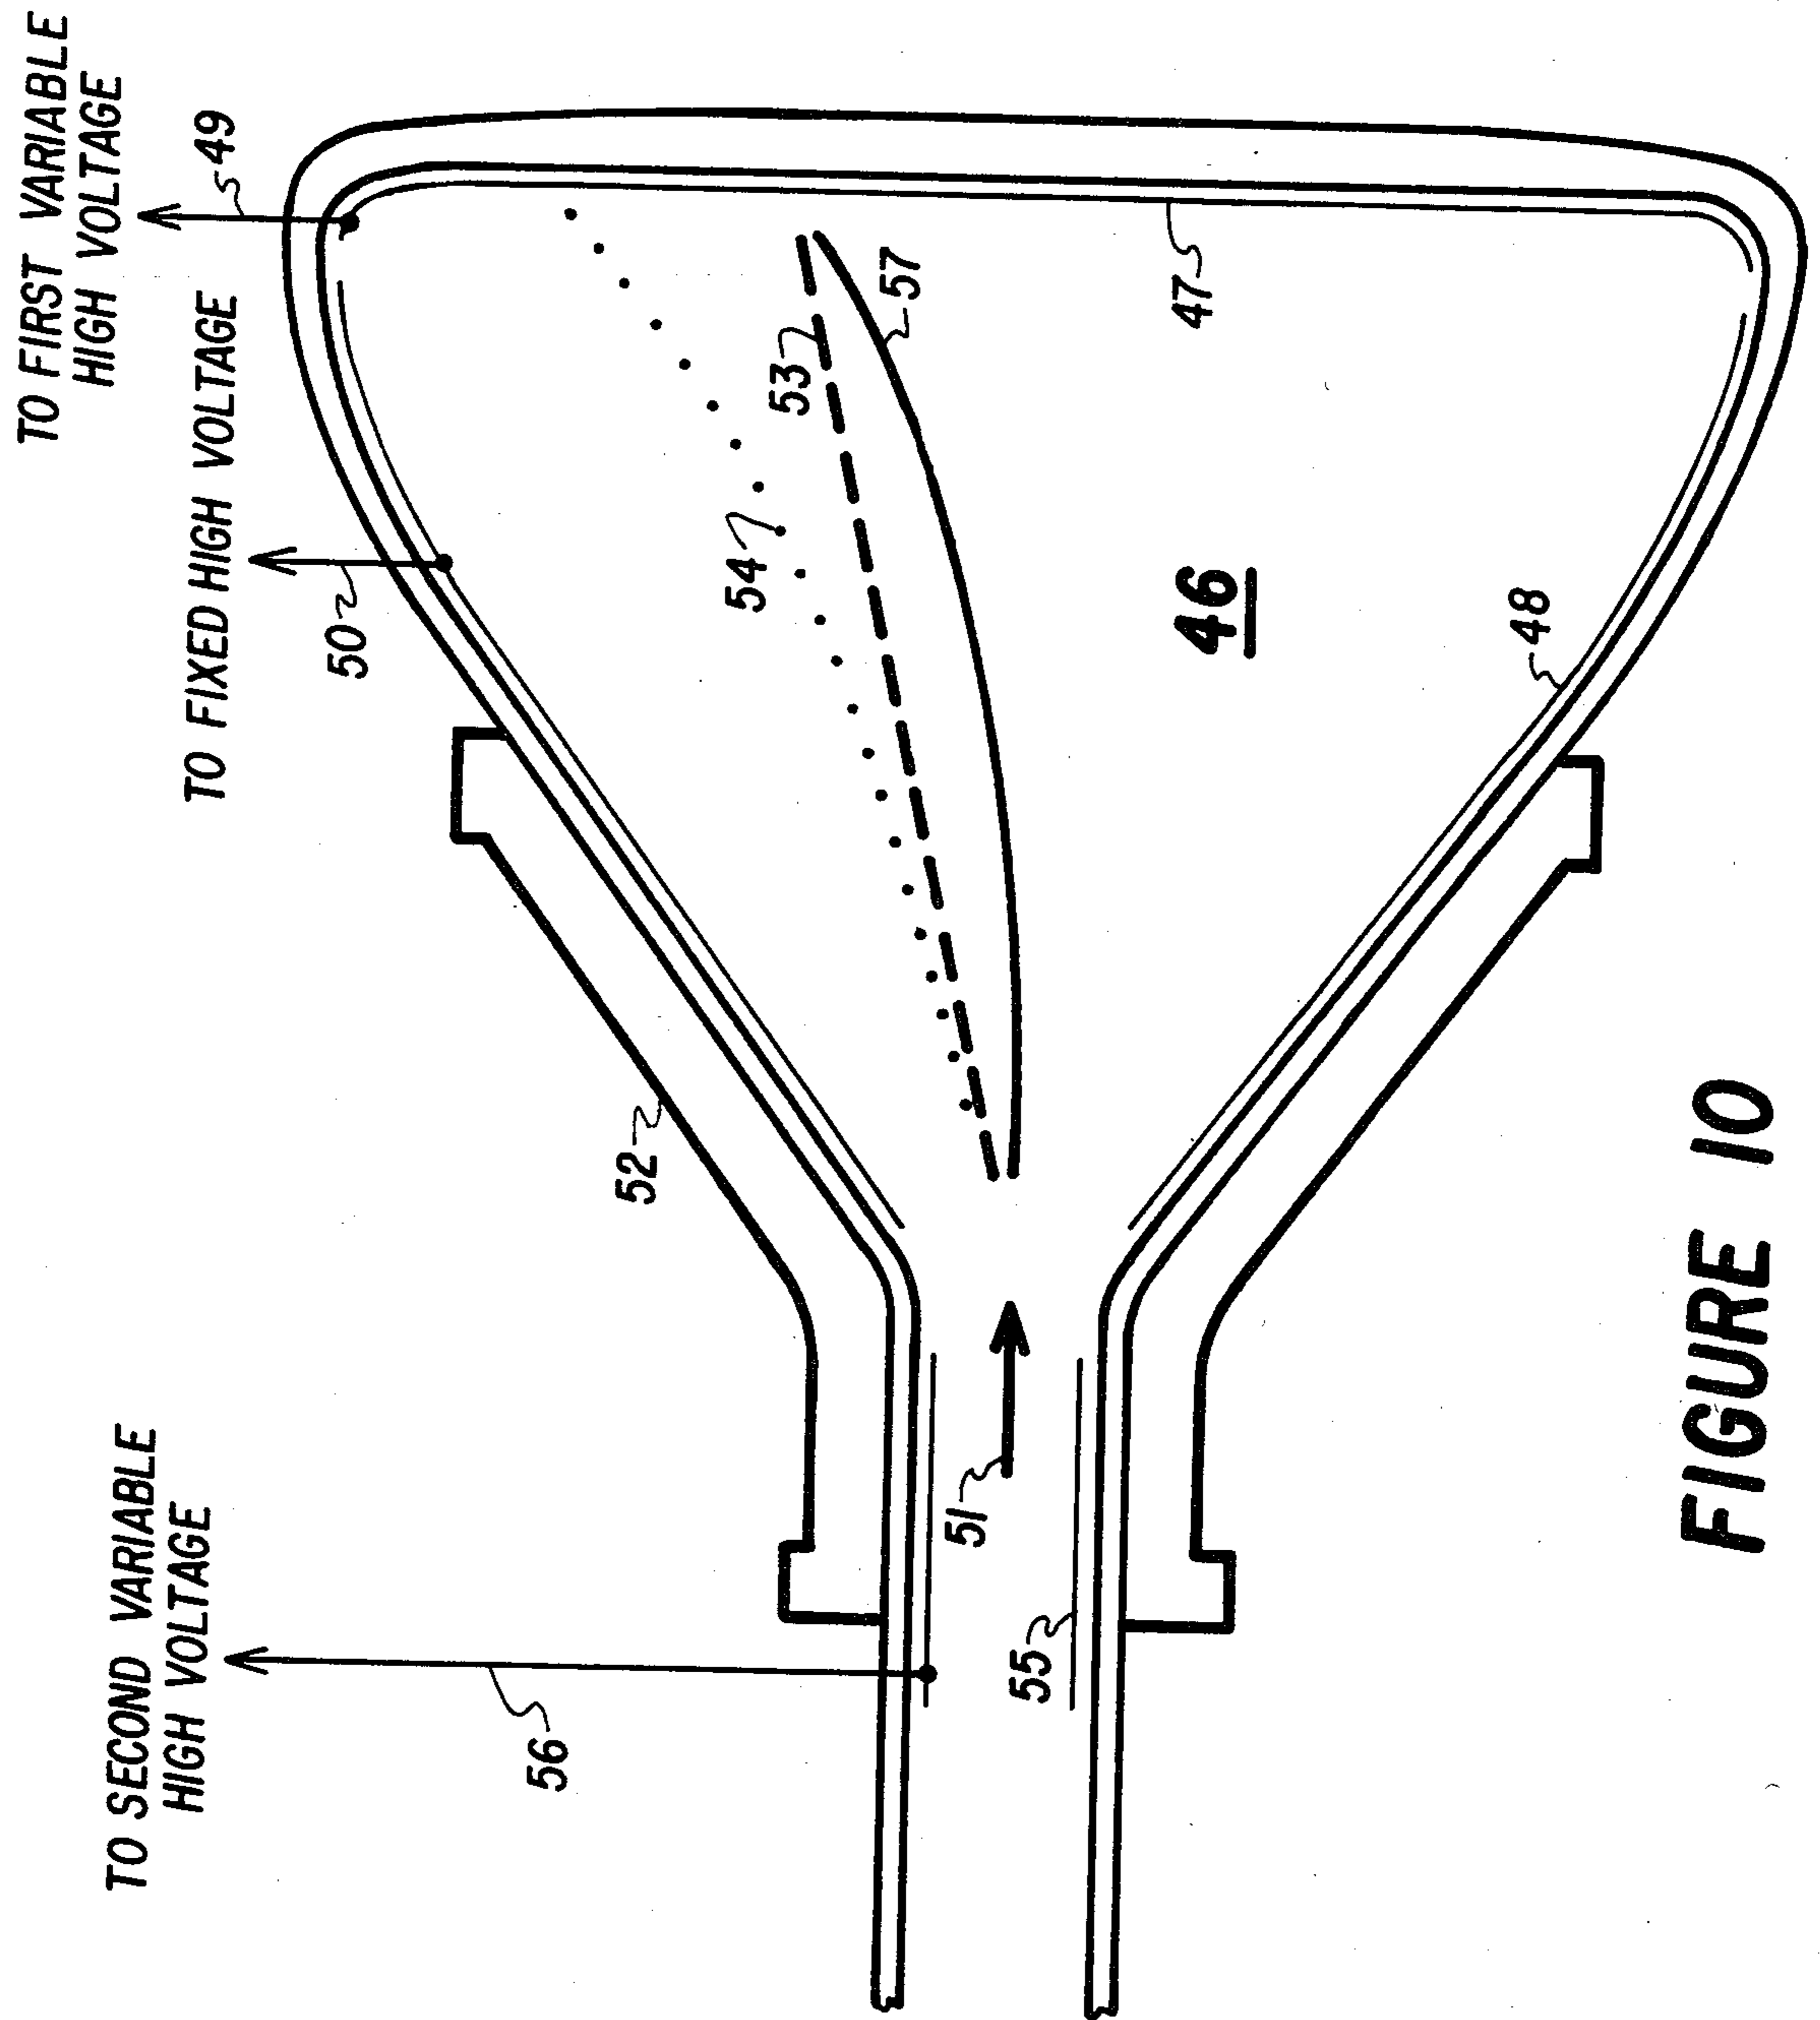 TO FIRST VARIABLE
HIGH VOLTAGE
49
TO FIXED HIGH VOLTAGE
50
TO SECOND VARIABLE
HIGH VOLTAGE
56
52
54
53
57
47
46
48
51
55
FIGURE 10